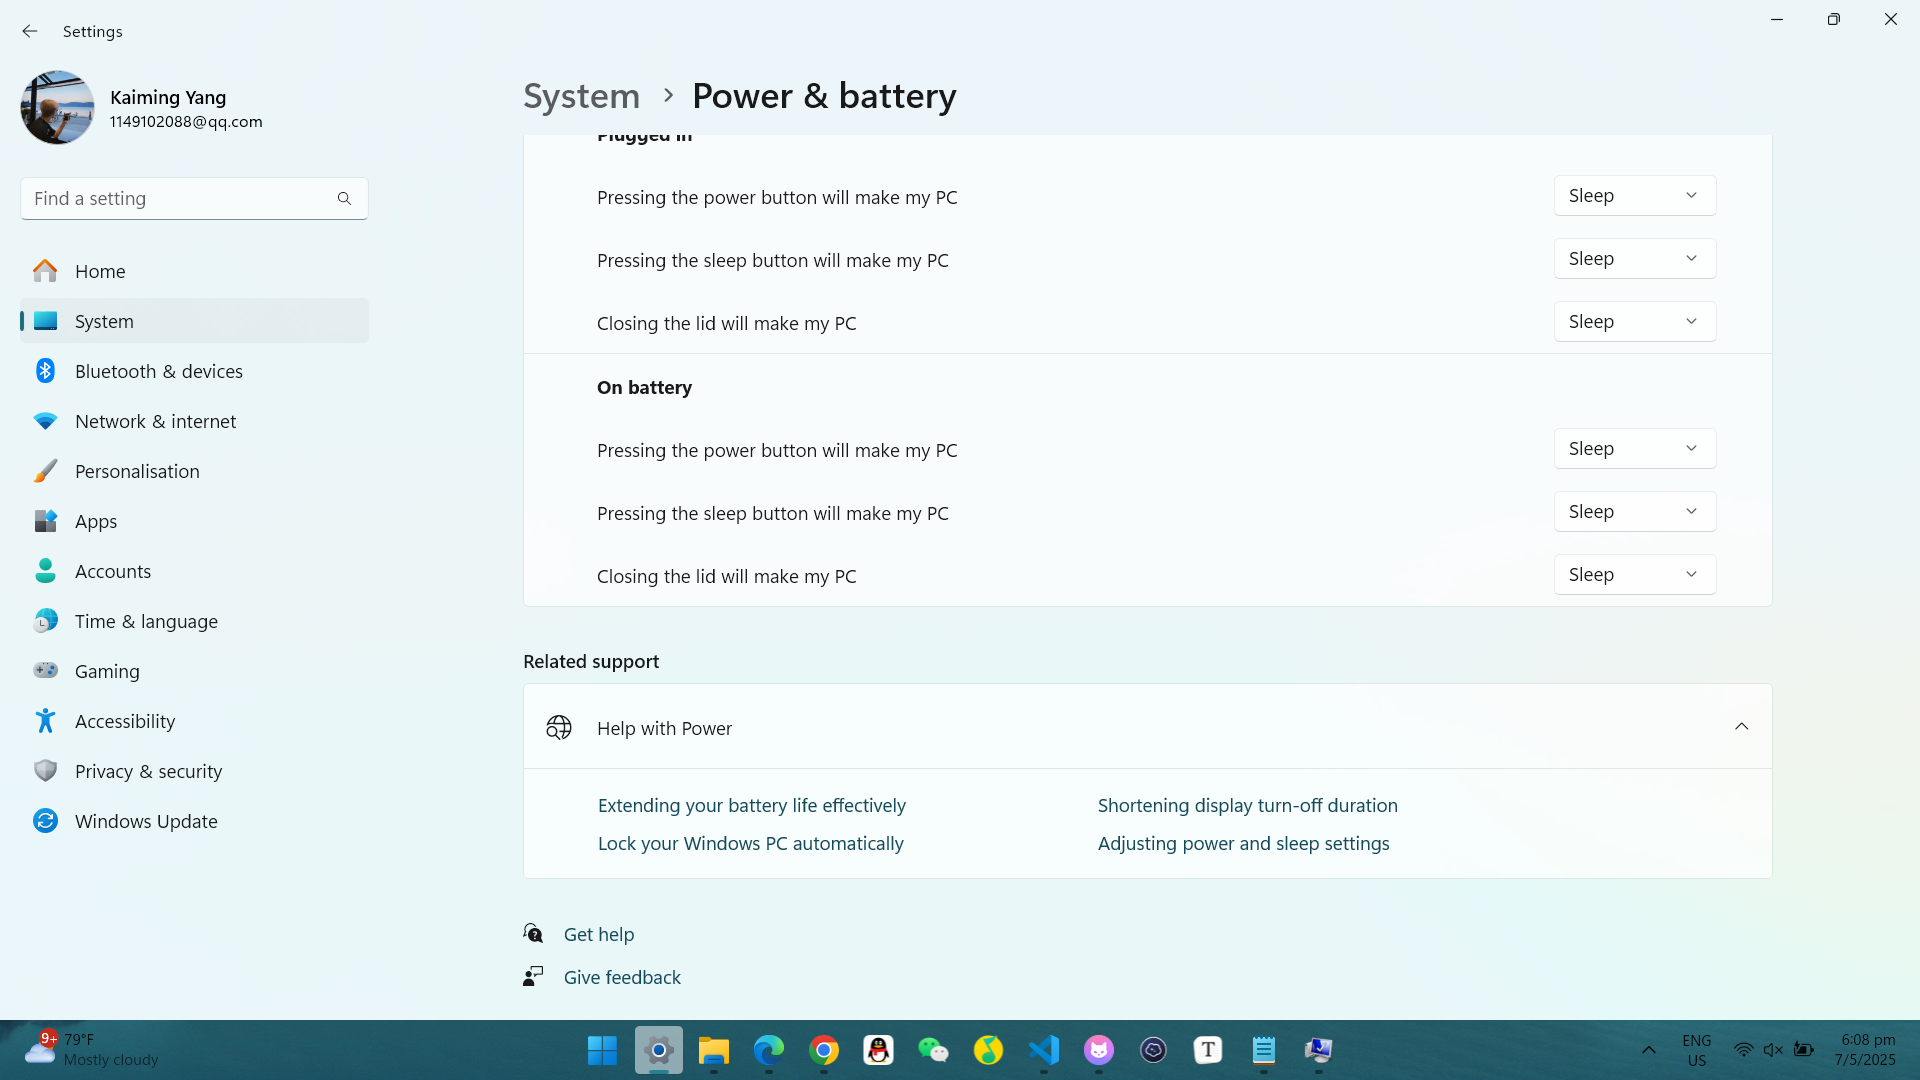 Settings
Kaiming Yang
1149102088@qq.com
Find a setting
Home
System
Bluetooth & devices
Network & internet
Personalisation
Apps
Accounts
Time & language
Gaming
Accessibility
Privacy & security
Windows Update
System > Power & battery
Plugged in
Pressing the power button will make my PC Sleep
Pressing the sleep button will make my PC Sleep
Closing the lid will make my PC Sleep
On battery
Pressing the power button will make my PC Sleep
Pressing the sleep button will make my PC Sleep
Closing the lid will make my PC Sleep
Related support
Help with Power
Extending your battery life effectively Shortening display turn-off duration
Lock your Windows PC automatically Adjusting power and sleep settings
Get help
Give feedback
9+ 79°F
Mostly cloudy
T
ENG
US
6:08 pm
7/5/2025